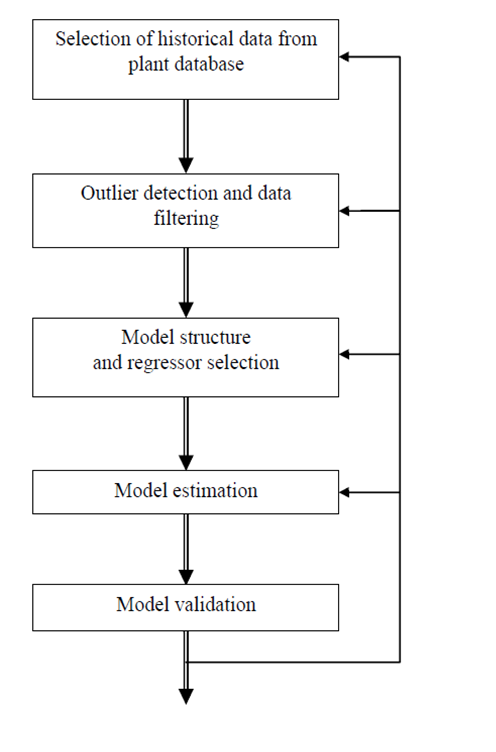 Selection of historical data from
plant database
Outlier detection and data
filtering
Model structure
and regressor selection
Model estimation
Model validation